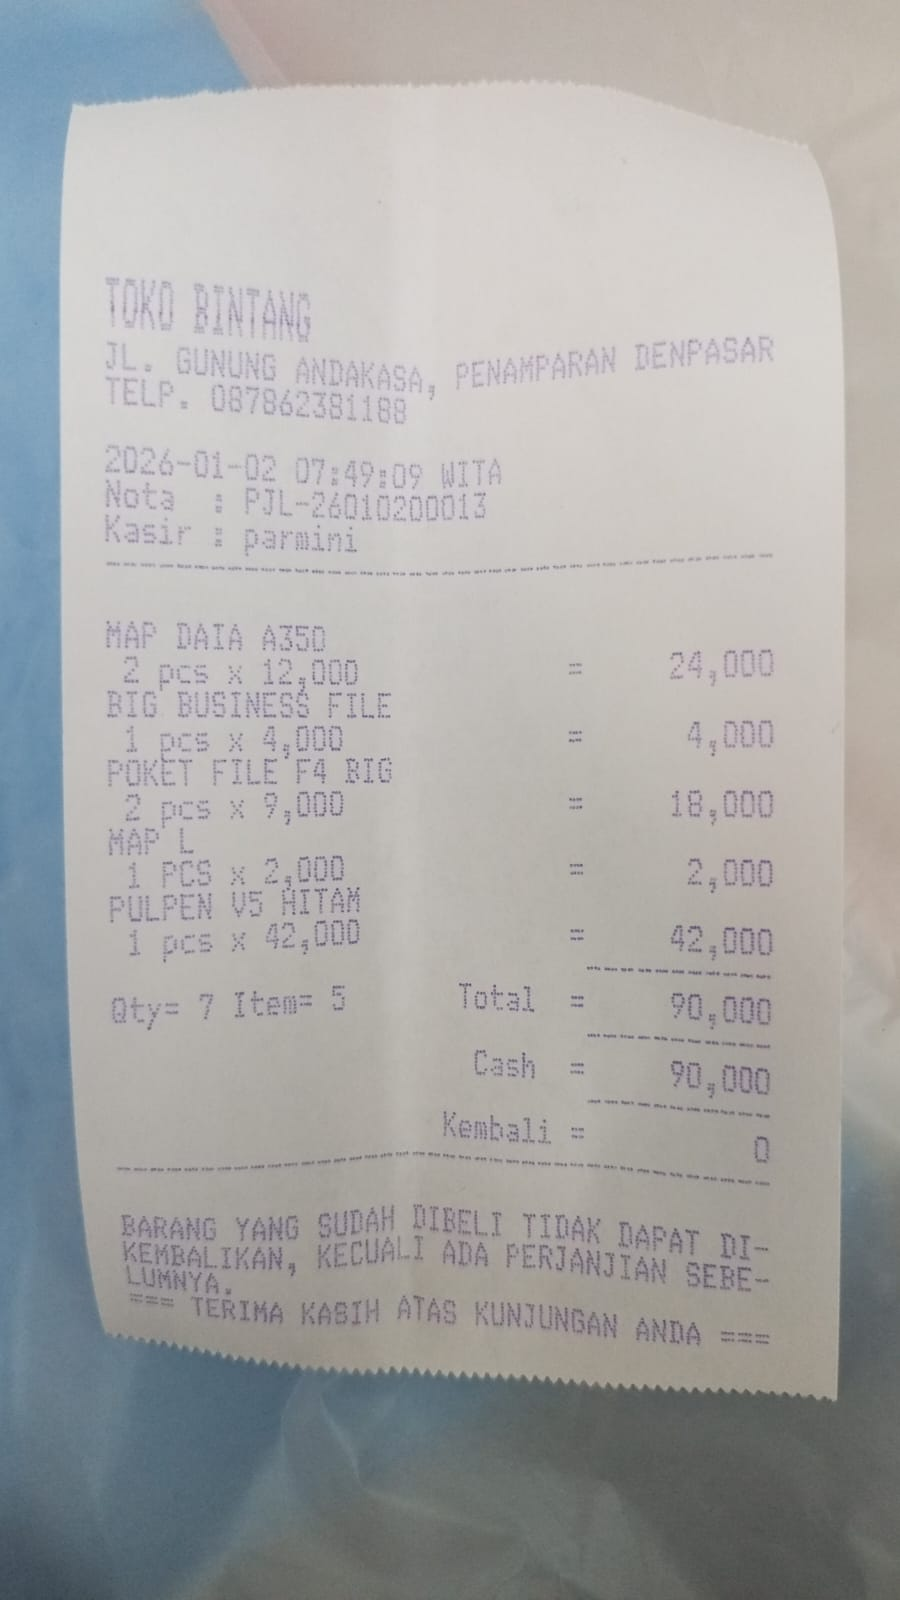 TOKO BINTANG
JL. GUNUNG ANDAKASA, PENAMPARAN DENPASAR
TELP. 087862381188
2026-01-02 07:49:09 WITA
Nota : PJL-26010200013
Kasir : parmini
MAP DAIA A350
2 pcs x 12,000 = 24,000
BIG BUSINESS FILE
1 pcs x 4,000 = 4,000
POKET FILE F4 BIG
2 pcs x 9,000 = 18,000
MAP L
1 PCS x 2,000 = 2,000
PULPEN V5 HITAM
1 pcs x 42,000 = 42,000
Qty= 7 Item= 5 Total = 90,000
Cash = 90,000
Kembali = 0
BARANG YANG SUDAH DIBELI TIDAK DAPAT DI-
KEMBALIKAN, KECUALI ADA PERJANJIAN SEBE-
LUMNYA.
=== TERIMA KASIH ATAS KUNJUNGAN ANDA ===